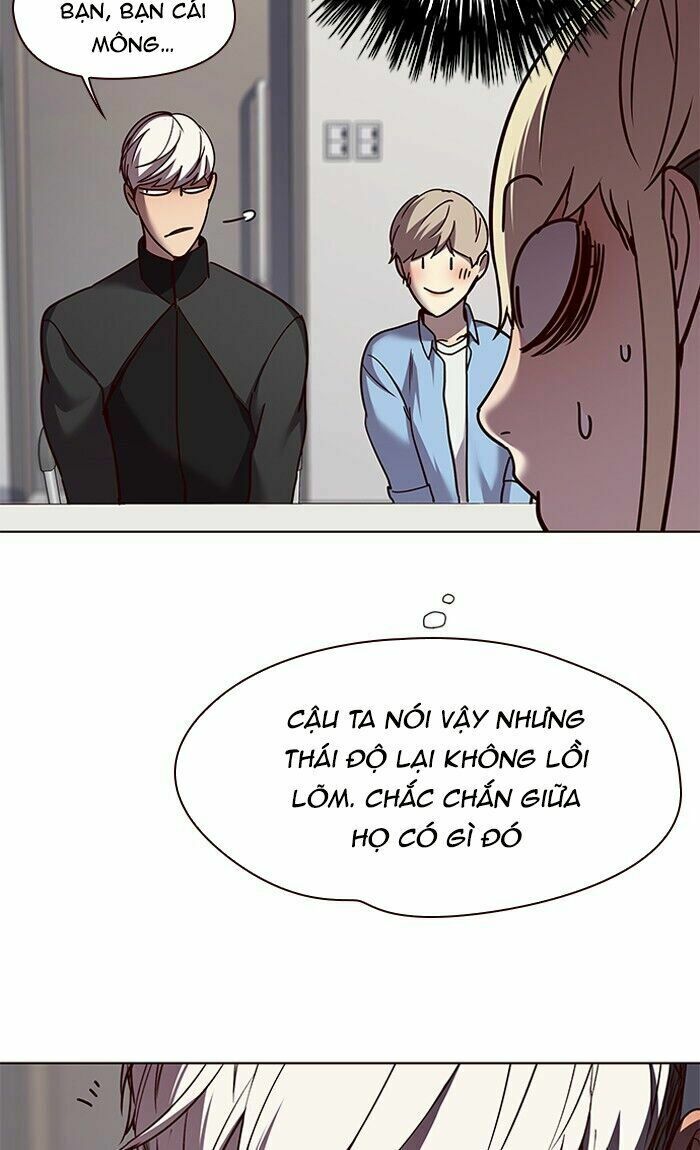 BẠN, BẠN CÁI
MÔNG...
CẬU TA NÓI VẬY NHƯNG
THÁI ĐỘ LẠI KHÔNG LỒI
LÕM. CHẮC CHẮN GIỮA
HỌ CÓ GÌ ĐÓ